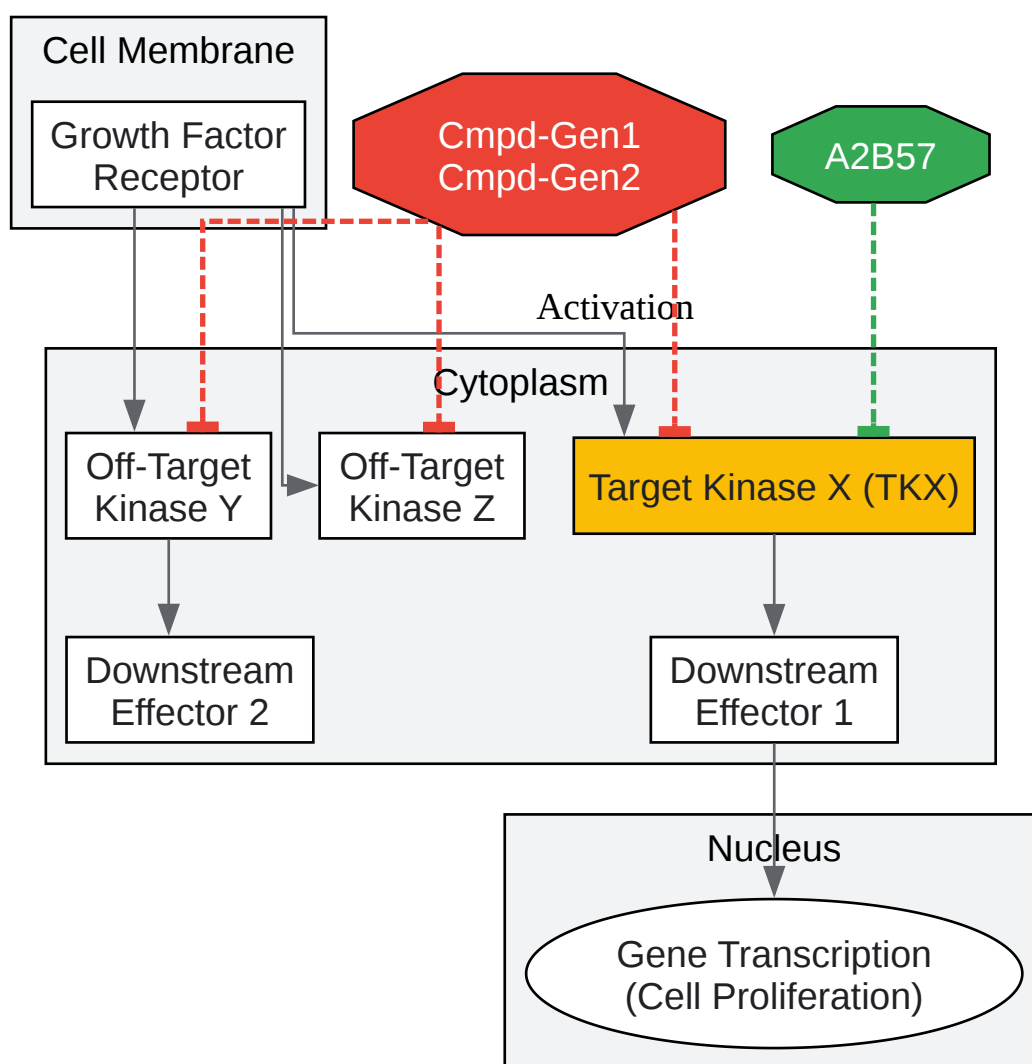 Cell Membrane
Growth Factor
Receptor
Cmpd-Gen1
Cmpd-Gen2
A2B57
Activation
Cytoplasm
Off-Target
Kinase Y
Off-Target
Kinase Z
Target Kinase X (TKX)
Downstream
Effector 2
Downstream
Effector 1
Nucleus
Gene Transcription
(Cell Proliferation)